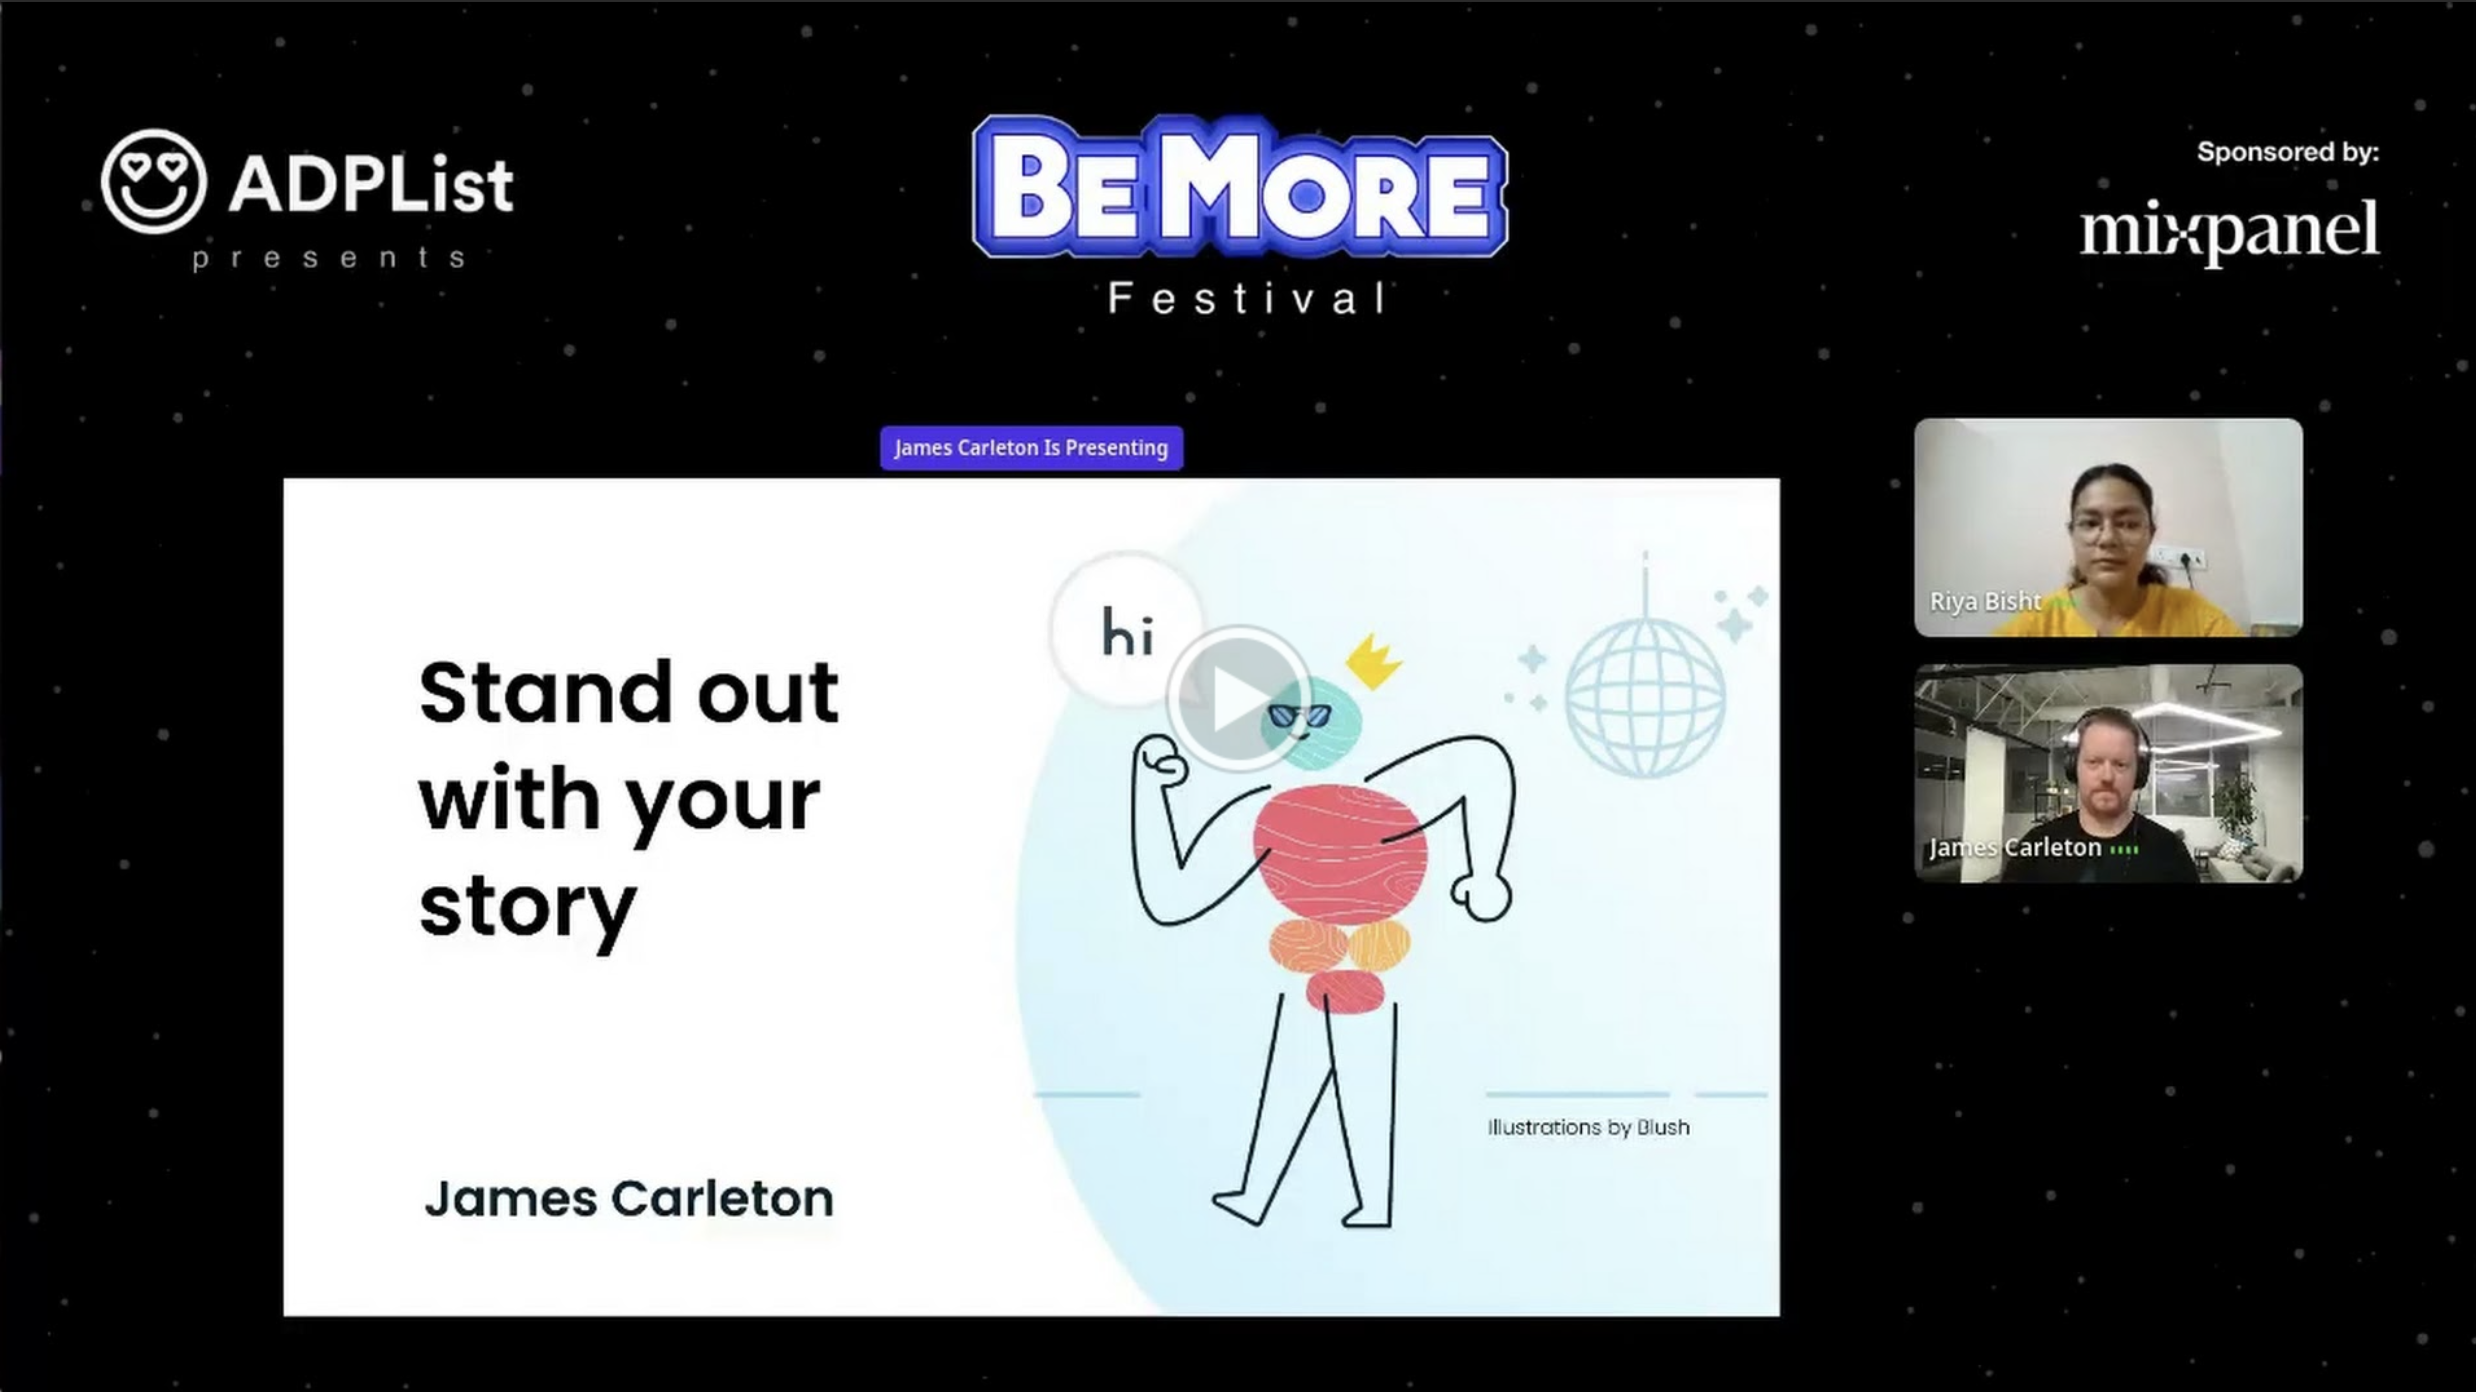 ADPList
presents
BE MORE
Festival
Sponsored by:
mixpanel
James Carleton Is Presenting
Stand out
with your
story
James Carleton
hi
Illustrations by Blush
Riya Bisht
James Carleton